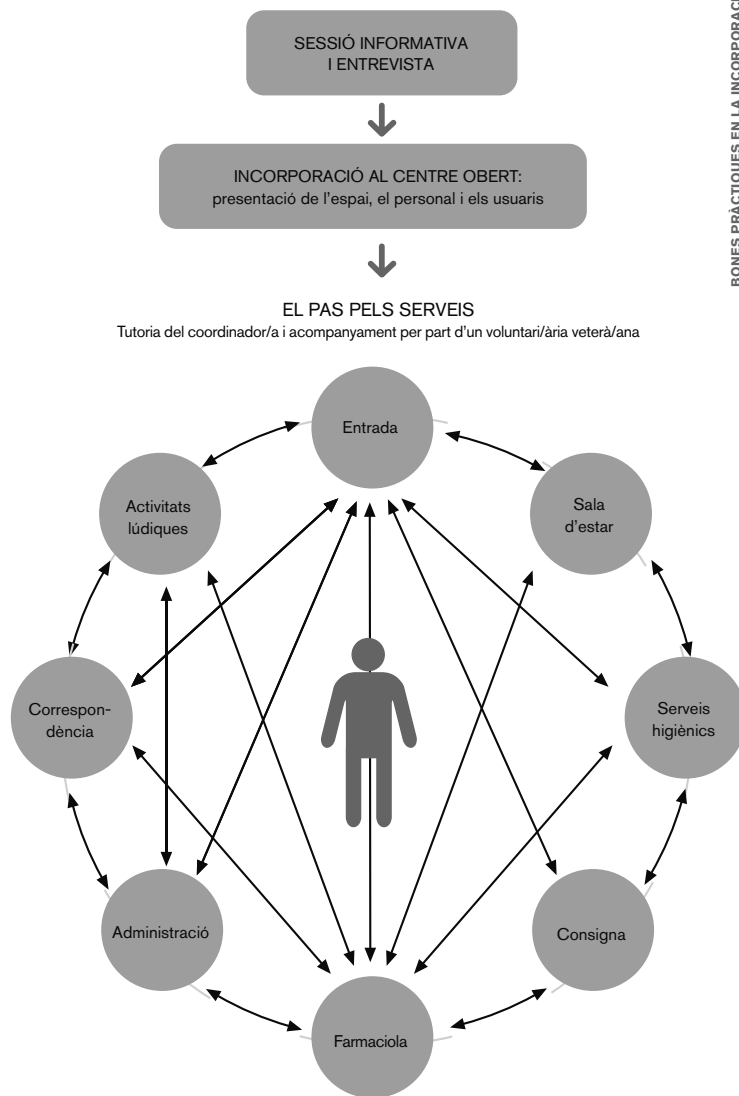 SESSIÓ INFORMATIVA
I ENTREVISTA
INCORPORACIÓ AL CENTRE OBERT:
presentació de l'espai, el personal i els usuaris
EL PAS PELS SERVEIS
Tutoria del coordinador/a i acompanyament per part d'un voluntari/ària veterà/ana
Entrada
Activitats
lúdiques
Sala
d'estar
Correspon-
dència
Serveis
higiènics
Administració
Consigna
Farmaciola
BONES PRÀCTIQUES EN LA